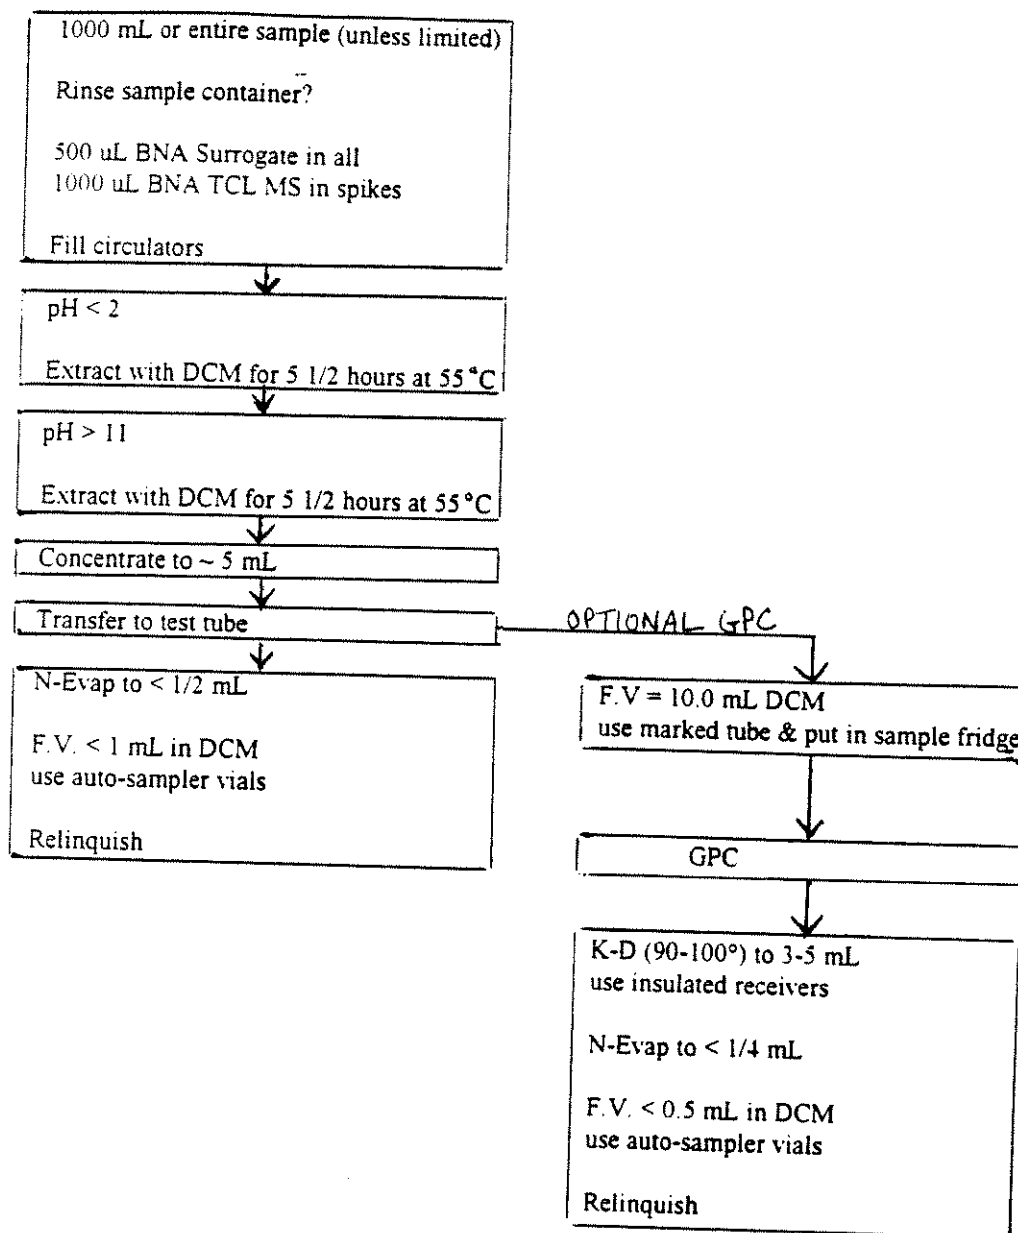 1000 mL or entire sample (unless limited)
Rinse sample container?
500 uL BNA Surrogate in all
1000 uL BNA TCL MS in spikes
Fill circulators
pH < 2
Extract with DCM for 5 1/2 hours at 55°C
pH > 11
Extract with DCM for 5 1/2 hours at 55°C
Concentrate to ~ 5 mL
Transfer to test tube
OPTIONAL GPC
N-Evap to < 1/2 mL
F.V. < 1 mL in DCM
use auto-sampler vials
Relinquish
F.V = 10.0 mL DCM
use marked tube & put in sample fridge
GPC
K-D (90-100°) to 3-5 mL
use insulated receivers
N-Evap to < 1/4 mL
F.V. < 0.5 mL in DCM
use auto-sampler vials
Relinquish